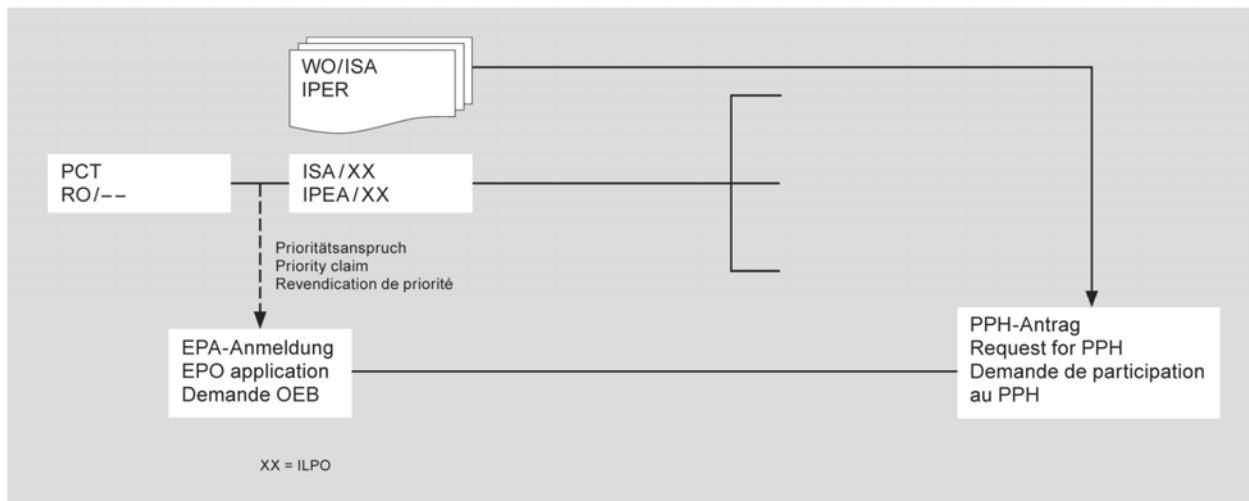 WO/ISA
IPER
PCT
RO/– –
ISA/XX
IPEA/XX
Prioritätsanspruch
Priority claim
Revendication de priorité
EPA-Anmeldung
EPO application
Demande OEB
PPH-Antrag
Request for PPH
Demande de participation
au PPH
XX = ILPO